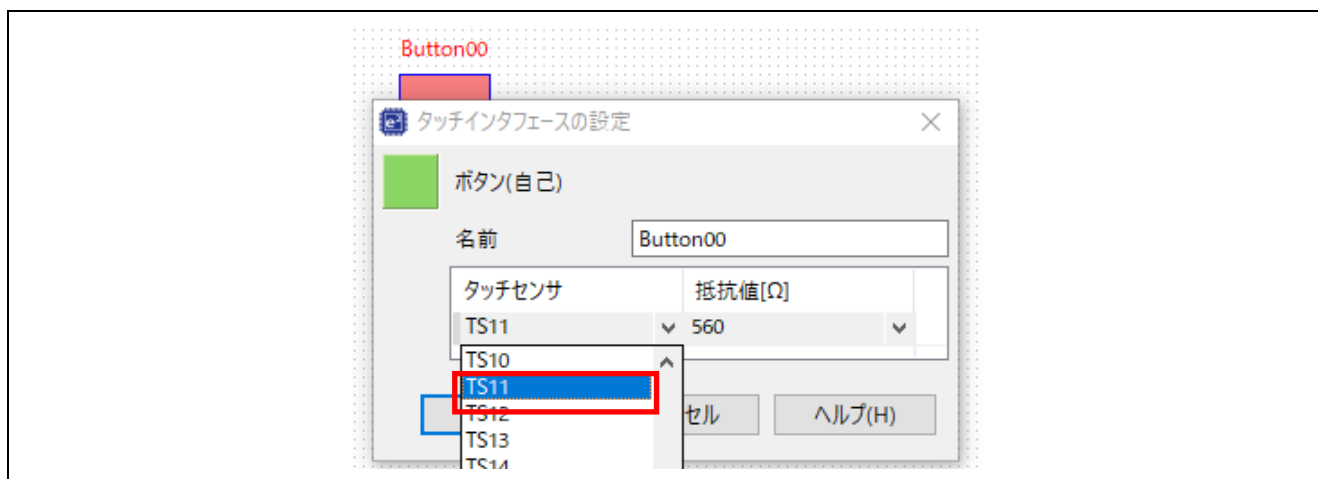 Button00
タッチインタフェースの設定
ボタン(自己)
名前 Button00
タッチセンサ 抵抗値[Ω]
TS11 560
TS10
TS11
TS12
セル ヘルプ(H)
TS13
TS14